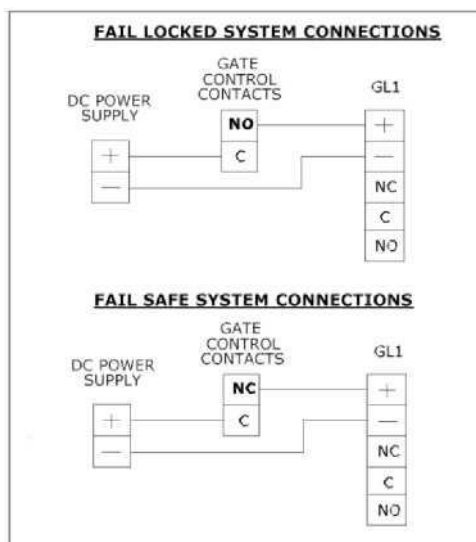 FAIL LOCKED SYSTEM CONNECTIONS
GATE
CONTROL
CONTACTS
GL1
DC POWER
SUPPLY
NO
+
+
C
—
—
NC
C
NO
FAIL SAFE SYSTEM CONNECTIONS
GATE
CONTROL
CONTACTS
GL1
DC POWER
SUPPLY
NC
+
+
C
—
—
NC
C
NO